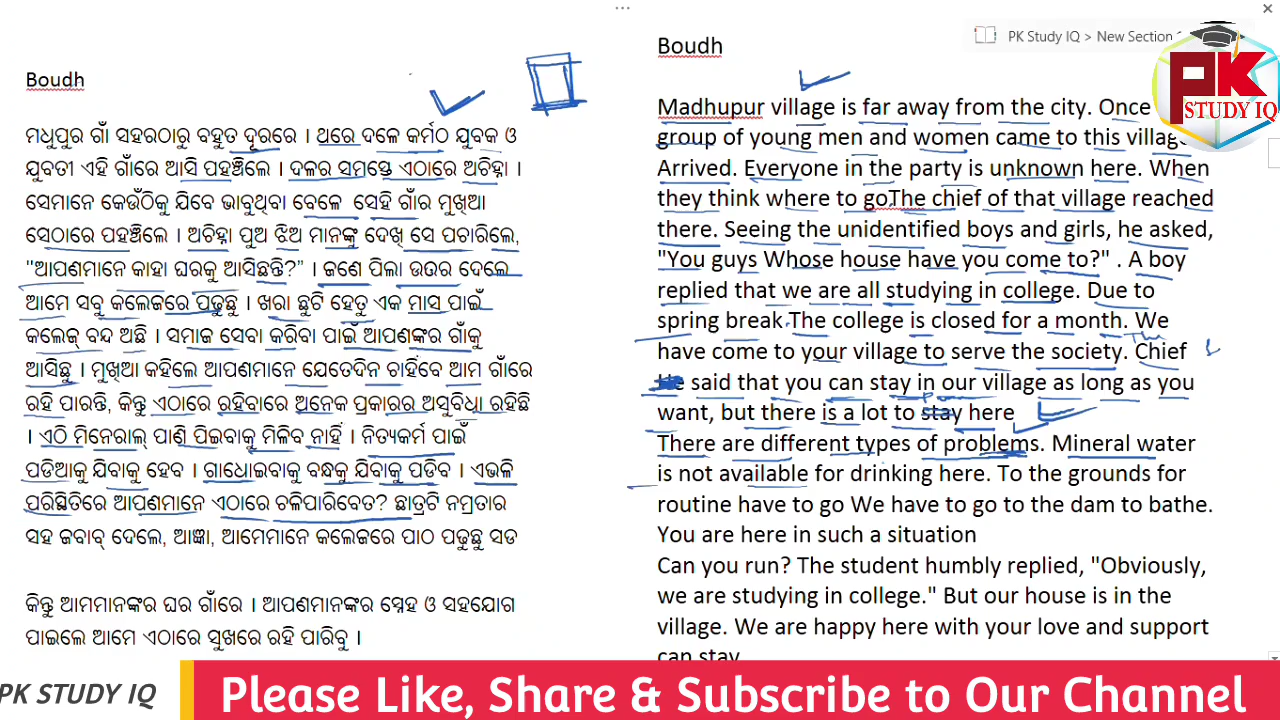 Boudh
ମଧୁପୁର ଗାଁ ସହରଠାରୁ ବହୁତ ଦୂରରେ । ଥରେ ଦଳେ କର୍ମଠ ଯୁବକ ଓ
ଯୁବତୀ ଏହି ଗାଁରେ ଆସି ପହଞ୍ଚିଲେ । ଦଳର ସମସ୍ତେ ଏଠାରେ ଅଚିହ୍ନା ।
ସେମାନେ କେଉଁଠିକୁ ଯିବେ ଭାବୁଥିବା ବେଳେ ସେହି ଗାଁର ମୁଖିଆ
ସେଠାରେ ପହଞ୍ଚିଲେ । ଅଚିହ୍ନା ପୁଅ ଝିଅ ମାନଙ୍କୁ ଦେଖି ସେ ପଚାରିଲେ,
"ଆପଣମାନେ କାହା ଘରକୁ ଆସିଛନ୍ତି?” । ଜଣେ ପିଲା ଉତ୍ତର ଦେଲେ
ଆମେ ସବୁ କଲେଜରେ ପଢୁଛୁ । ଖରା ଛୁଟି ହେତୁ ଏକ ମାସ ପାଇଁ
କଲେଜ୍ ବନ୍ଦ ଅଛି । ସମାଜ ସେବା କରିବା ପାଇଁ ଆପଣଙ୍କର ଗାଁକୁ
ଆସିଛୁ । ମୁଖିଆ କହିଲେ ଆପଣମାନେ ଯେତେଦିନ ଚାହିଁବେ ଆମ ଗାଁରେ
ରହି ପାରନ୍ତି, କିନ୍ତୁ ଏଠାରେ ରହିବାରେ ଅନେକ ପ୍ରକାରର ଅସୁବିଧା ରହିଛି
। ଏଠି ମିନେରାଲ୍ ପାଣି ପିଇବାକୁ ମିଳିବ ନାହିଁ । ନିତ୍ୟକର୍ମ ପାଇଁ
ପଡିଆକୁ ଯିବାକୁ ହେବ । ଗାଧୋଇବାକୁ ବନ୍ଧକୁ ଯିବାକୁ ପଡିବ । ଏଭଳି
ପରିସ୍ଥିତିରେ ଆପଣମାନେ ଏଠାରେ ଚଳିପାରିବେତ? ଛାତ୍ରଟି ନମ୍ରତାର
ସହ ଜବାବ୍ ଦେଲେ, ଆଜ୍ଞା, ଆମେମାନେ କଲେଜରେ ପାଠ ପଢୁଛୁ ସତ
କିନ୍ତୁ ଆମମାନଙ୍କର ଘର ଗାଁରେ । ଆପଣମାନଙ୍କର ସ୍ନେହ ଓ ସହଯୋଗ
ପାଇଲେ ଆମେ ଏଠାରେ ସୁଖରେ ରହି ପାରିବୁ ।
PK Study IQ > New Section
Boudh
Madhupur village is far away from the city. Once
group of young men and women came to this village
Arrived. Everyone in the party is unknown here. When
they think where to go,The chief of that village reached
there. Seeing the unidentified boys and girls, he asked,
"You guys Whose house have you come to?" . A boy
replied that we are all studying in college. Due to
spring break.The college is closed for a month. We
The
have come to your village to serve the society. Chief
He said that you can stay in our village as long as you
want, but there is a lot to stay here
There are different types of problems. Mineral water
is not available for drinking here. To the grounds for
routine have to go We have to go to the dam to bathe.
You are here in such a situation
Can you run? The student humbly replied, "Obviously,
we are studying in college." But our house is in the
village. We are happy here with your love and support
can stay
PK
STUDY IQ
PK STUDY IQ
Please Like, Share & Subscribe to Our Channel